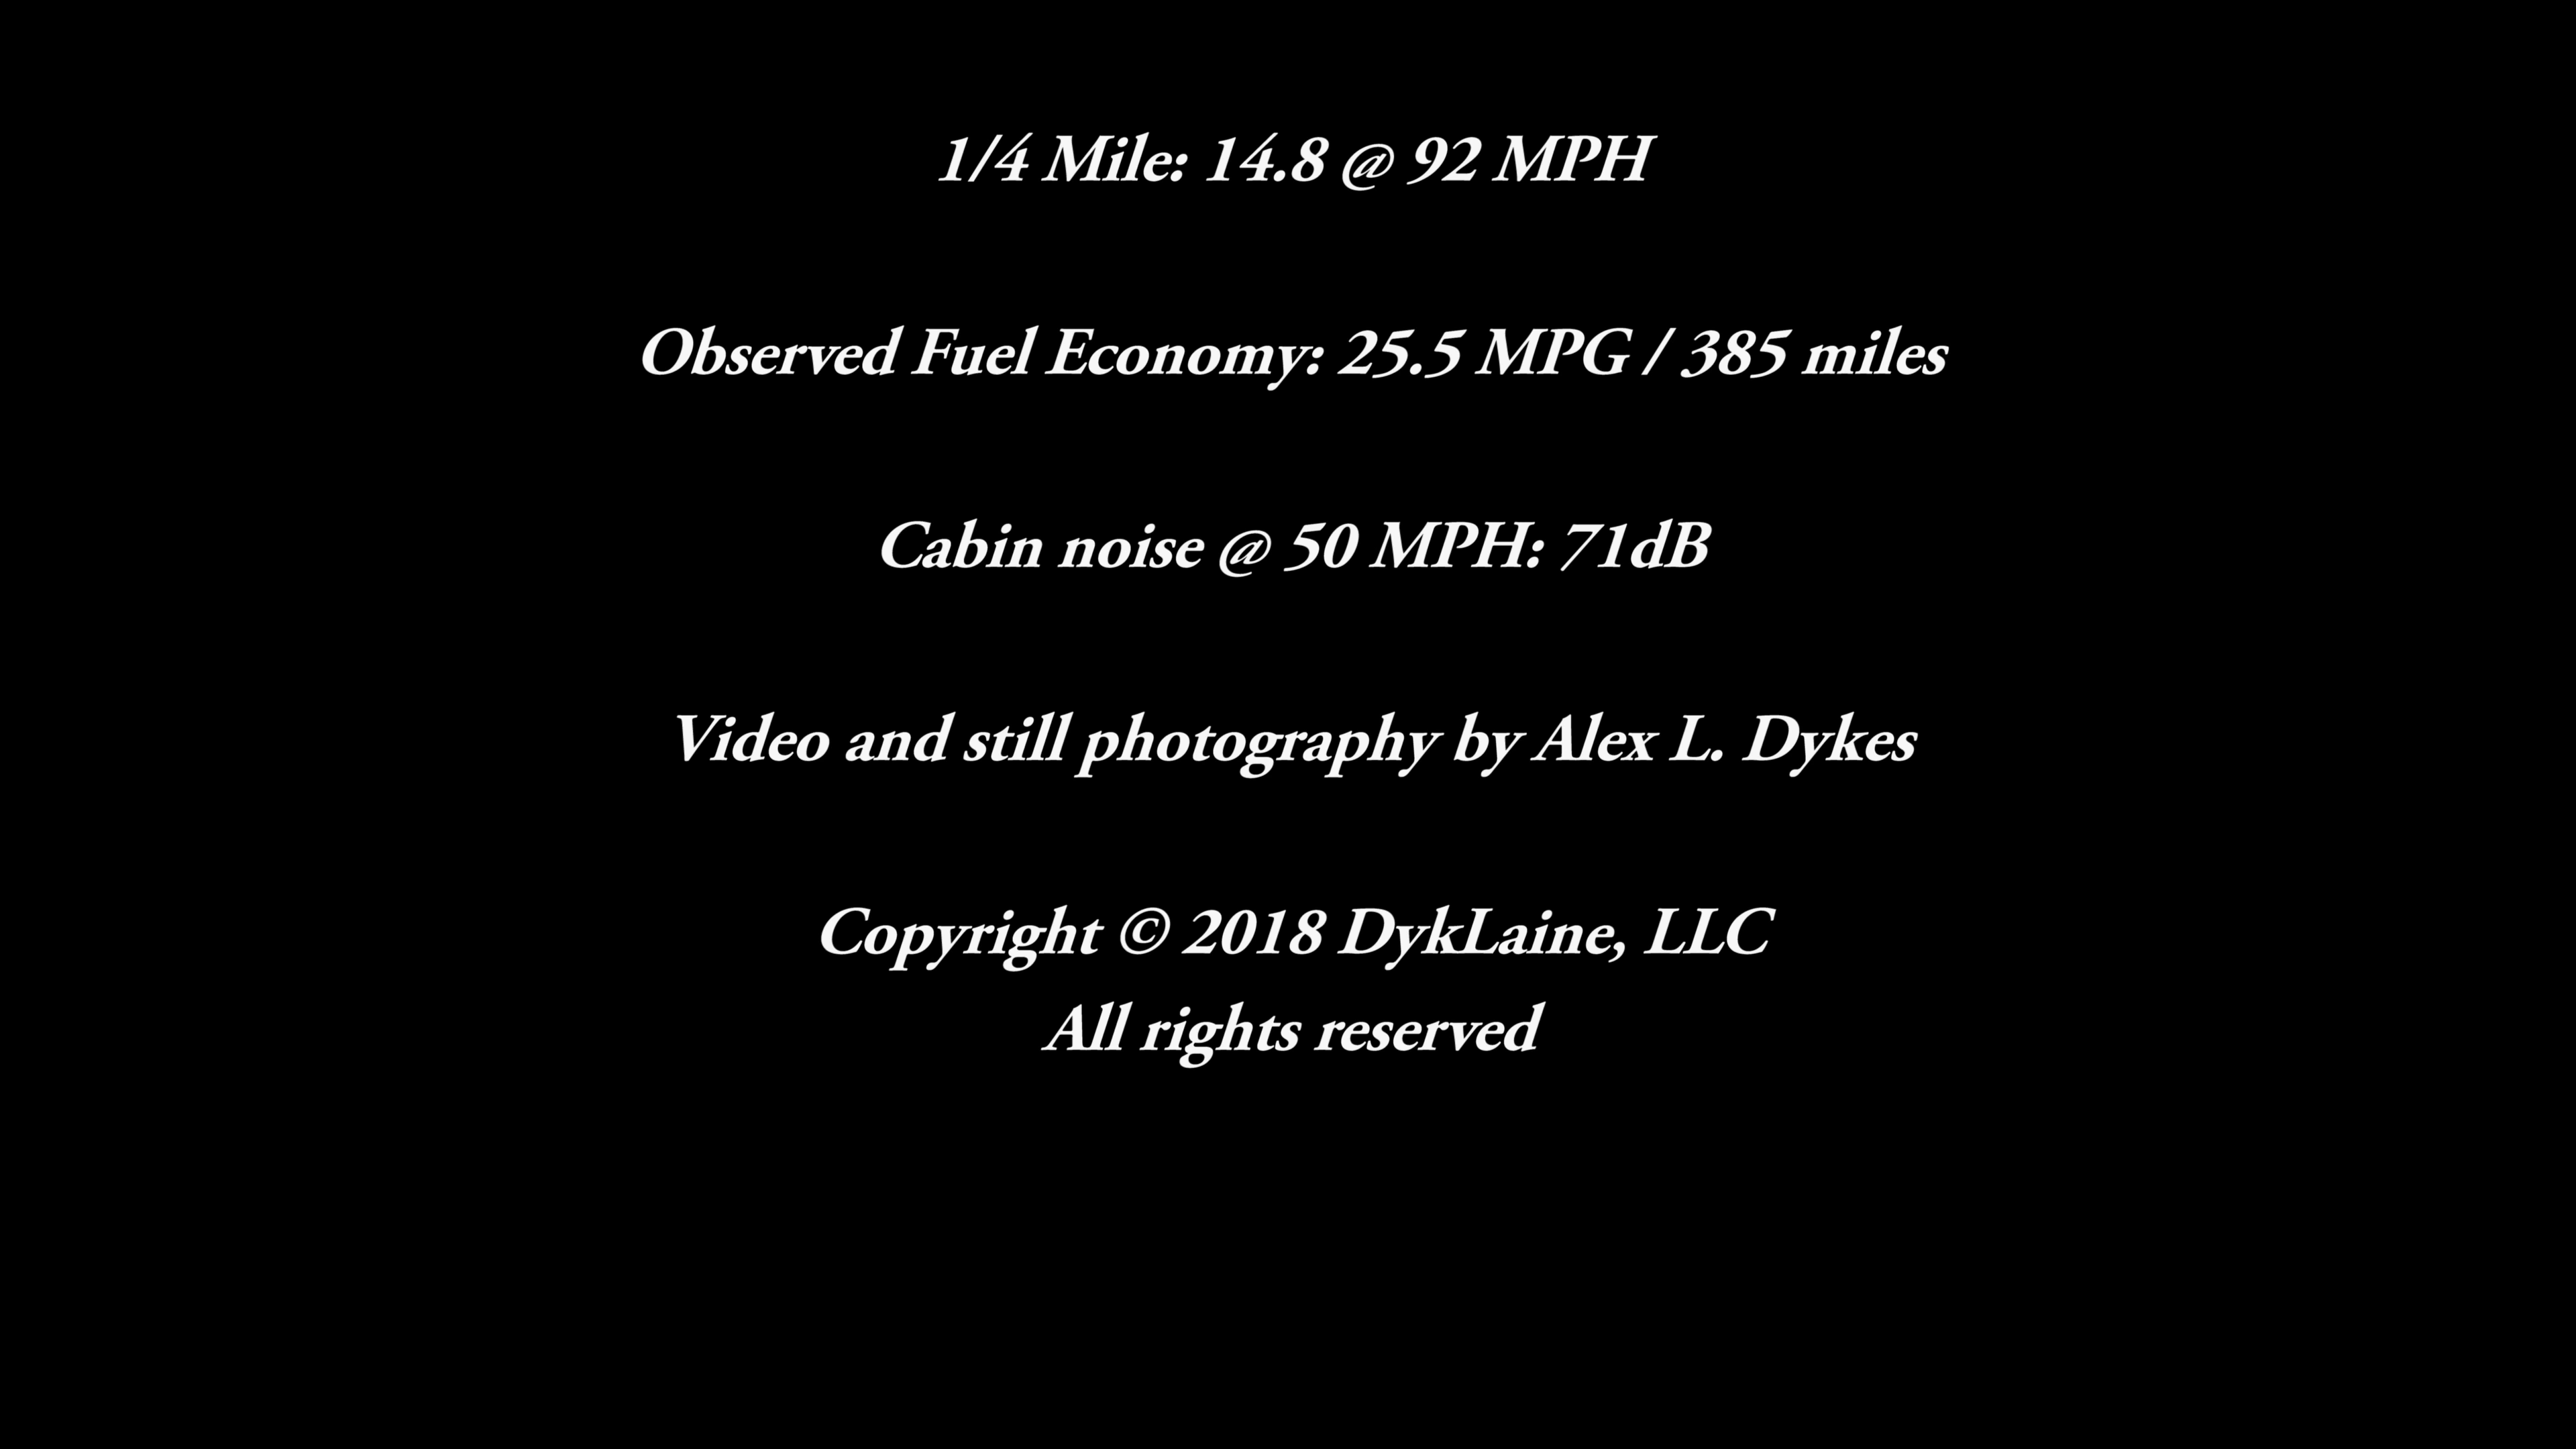 1/4 Mile: 14.8 @ 92 MPH
Observed Fuel Economy: 25.5 MPG / 385 miles
Cabin noise @ 50 MPH: 71dB
Video and still photography by Alex L. Dykes
Copyright © 2018 DykLaine, LLC
All rights reserved